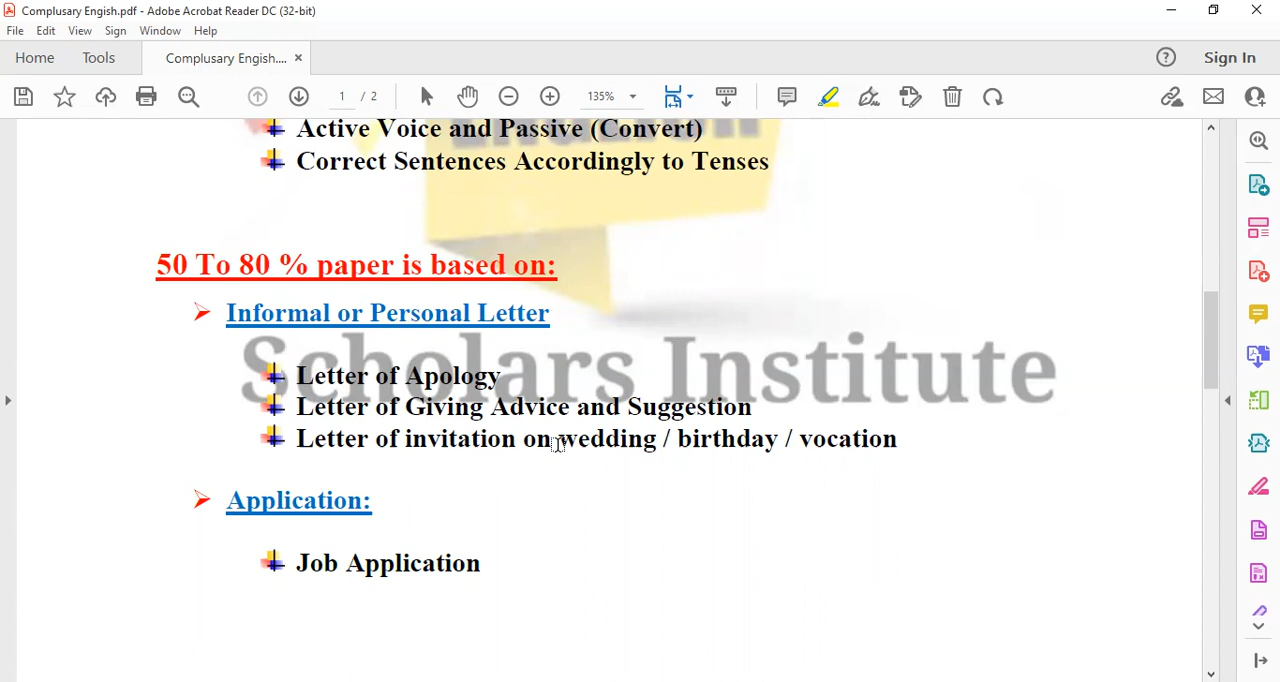 Complusary Engish.pdf - Adobe Acrobat Reader DC (32-bit)
File Edit View Sign Window Help
Home Tools Complusary Engish.... × Sign In
1 / 2 135%
Active Voice and Passive (Convert)
Correct Sentences Accordingly to Tenses
50 To 80 % paper is based on:
Informal or Personal Letter
Scholars Institute
Letter of Apology
Letter of Giving Advice and Suggestion
Letter of invitation on wedding / birthday / vocation
Application:
Job Application